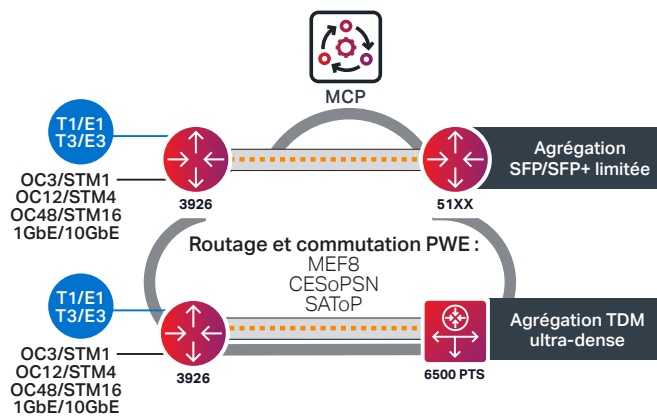 MCP
T1/E1
T3/E3
OC3/STM1
OC12/STM4
OC48/STM16
1GbE/10GbE
3926
51XX
Agrégation
SFP/SFP+ limitée
Routage et commutation PWE :
MEF8
CESoPSN
SAToP
T1/E1
T3/E3
OC3/STM1
OC12/STM4
OC48/STM16
1GbE/10GbE
3926
6500 PTS
Agrégation TDM
ultra-dense